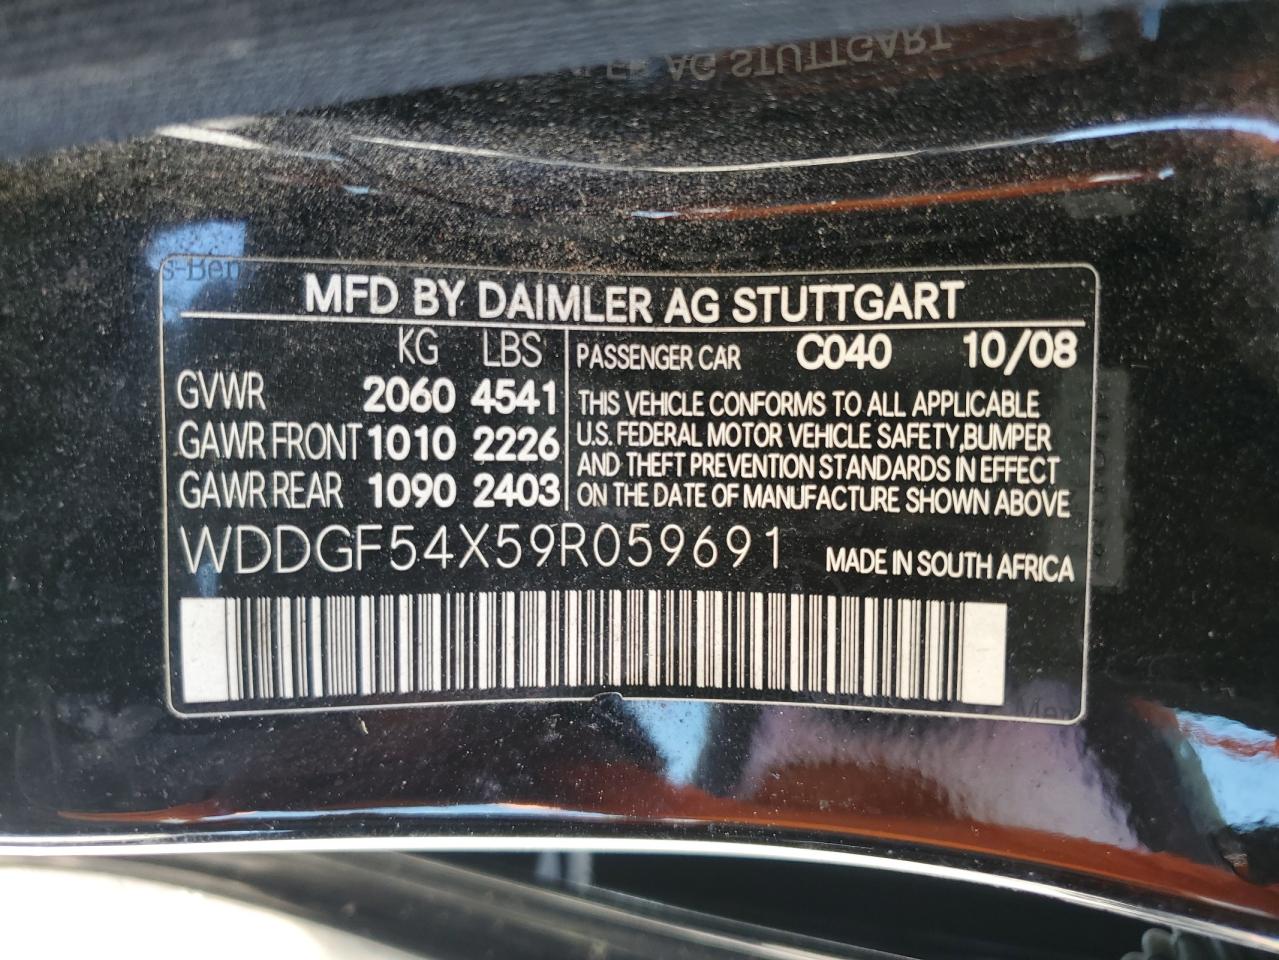 MFD BY DAIMLER AG STUTTGART
KG LBS
GVWR 2060 4541
GAWR FRONT 1010 2226
GAWR REAR 1090 2403
PASSENGER CAR C040 10/08
THIS VEHICLE CONFORMS TO ALL APPLICABLE
U.S. FEDERAL MOTOR VEHICLE SAFETY, BUMPER
AND THEFT PREVENTION STANDARDS IN EFFECT
ON THE DATE OF MANUFACTURE SHOWN ABOVE
WDDGF54X59R059691 MADE IN SOUTH AFRICA